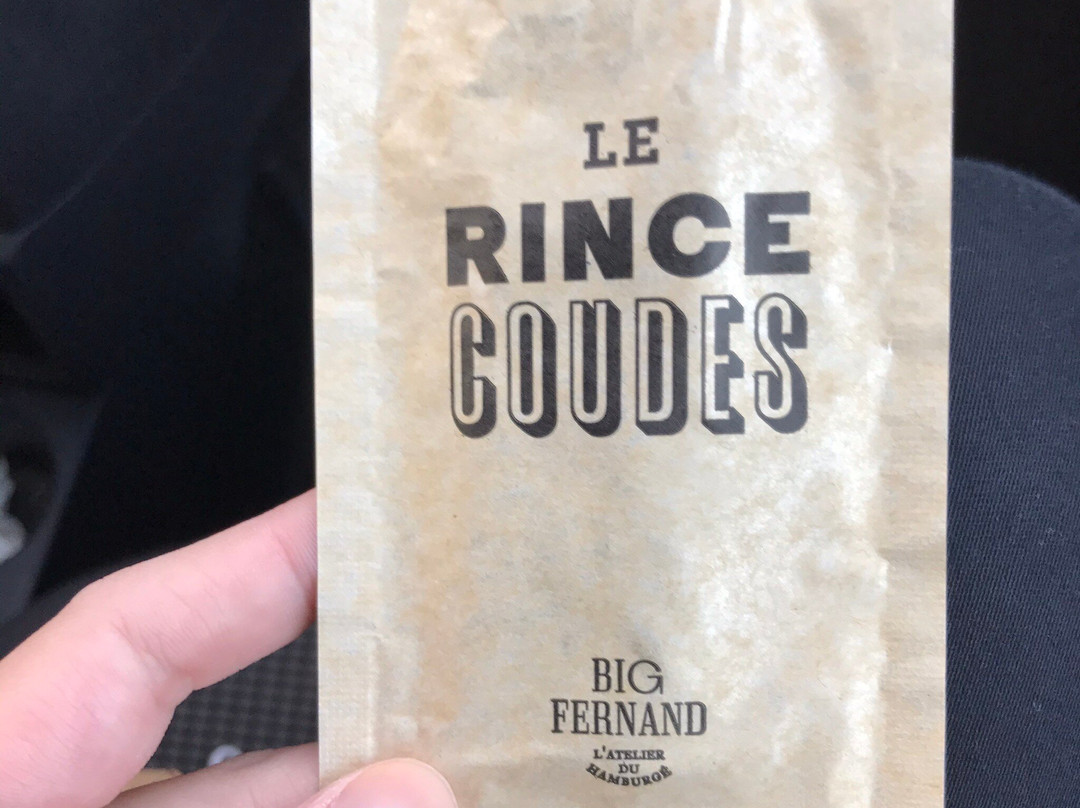 LE
RINCE
COUDES
BIG
FERNAND
L'ATELIER
DU
HAMBURGÉ